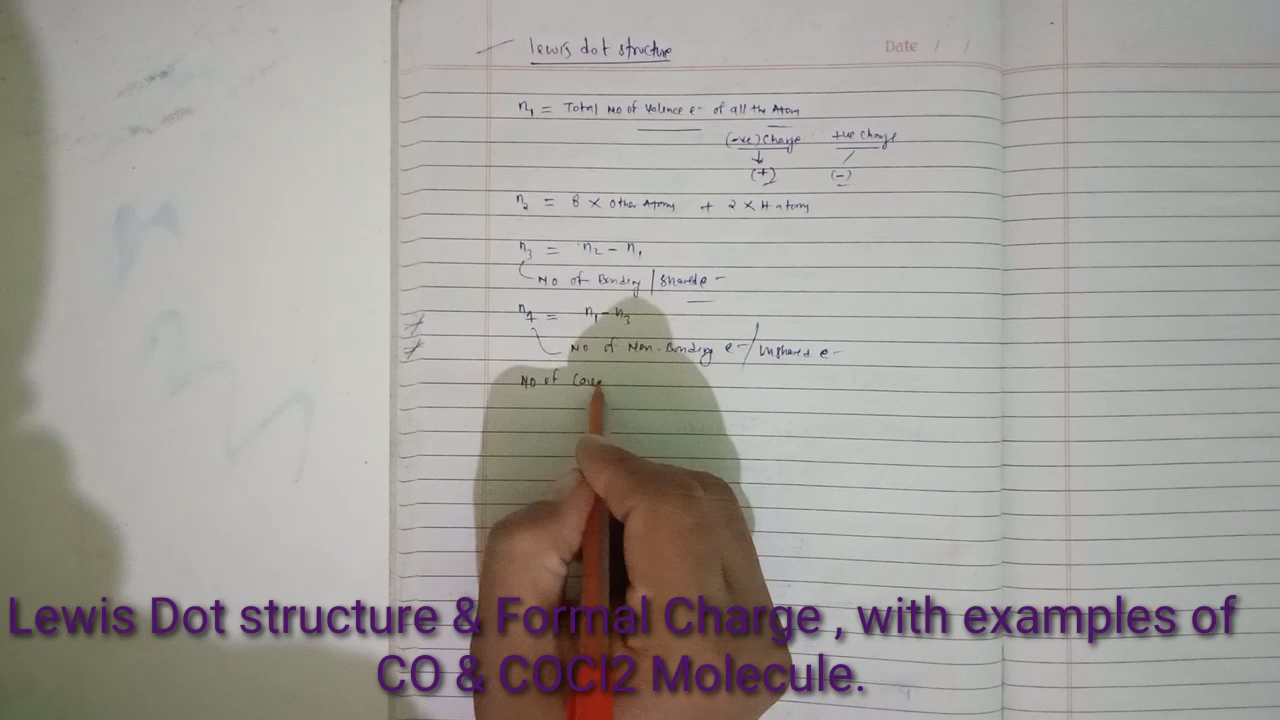 Lewis dot structure
Date / /
n1 = Total No of Valence e- of all the Atom
(-ve) Charge +ve Charge
(+) (-)
n2 = 8 × Other Atoms + 2 × H atoms
n3 = n2 - n1
No of Bonding / Shared e-
n4 = n1 - n3
No of Non-Bonding e- / Unshared e-
No of Cova
Lewis Dot structure & Formal Charge , with examples of
CO & COCl2 Molecule.